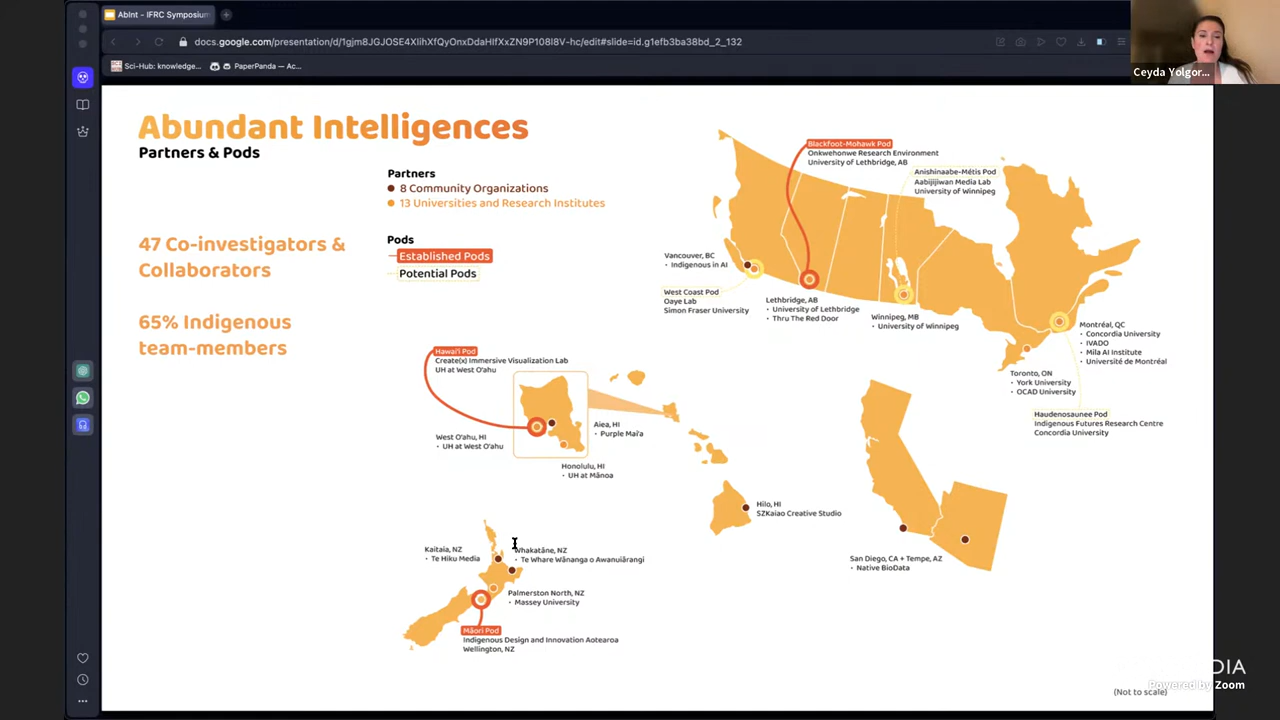 AbInt - IFRC Symposium
docs.google.com/presentation/d/1gjm8JGJOSE4XIihXfQyOnxDdaHIfXxZN9P108I8V-hc/edit#slide=id.g1efb3ba38bd_2_132
Sci-Hub: knowledge...
PaperPanda — Ac...
Ceyda Yolgor...
Abundant Intelligences
Partners & Pods
47 Co-investigators &
Collaborators
65% Indigenous
team-members
Partners
8 Community Organizations
13 Universities and Research Institutes
Pods
Established Pods
Potential Pods
Blackfoot-Mohawk Pod
Onkwehonwe Research Environment
University of Lethbridge, AB
Anishinaabe-Métis Pod
Aabijijiwan Media Lab
University of Winnipeg
Vancouver, BC
• Indigenous in AI
West Coast Pod
Oaye Lab
Simon Fraser University
Lethbridge, AB
• University of Lethbridge
• Thru The Red Door
Winnipeg, MB
• University of Winnipeg
Montréal, QC
• Concordia University
• IVADO
• Mila AI Institute
• Université de Montréal
Toronto, ON
• York University
• OCAD University
Haudenosaunee Pod
Indigenous Futures Research Centre
Concordia University
Hawai'i Pod
Create(x) Immersive Visualization Lab
UH at West O'ahu
West O'ahu, HI
• UH at West O'ahu
Aiea, HI
• Purple Mai'a
Honolulu, HI
• UH at Mānoa
Hilo, HI
SZKaiao Creative Studio
San Diego, CA + Tempe, AZ
• Native BioData
Kaitaia, NZ
• Te Hiku Media
Whakatāne, NZ
• Te Whare Wānanga o Awanuiārangi
Palmerston North, NZ
• Massey University
Māori Pod
Indigenous Design and Innovation Aotearoa
Wellington, NZ
Powered by Zoom
(Not to scale)